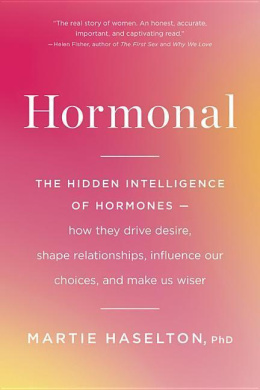 "The real story of women. An honest, accurate,
important, and captivating read."
—Helen Fisher, author of The First Sex and Why We Love
Hormonal
THE HIDDEN INTELLIGENCE
OF HORMONES —
how they drive desire,
shape relationships, influence our
choices, and make us wiser
MARTIE HASELTON, PhD